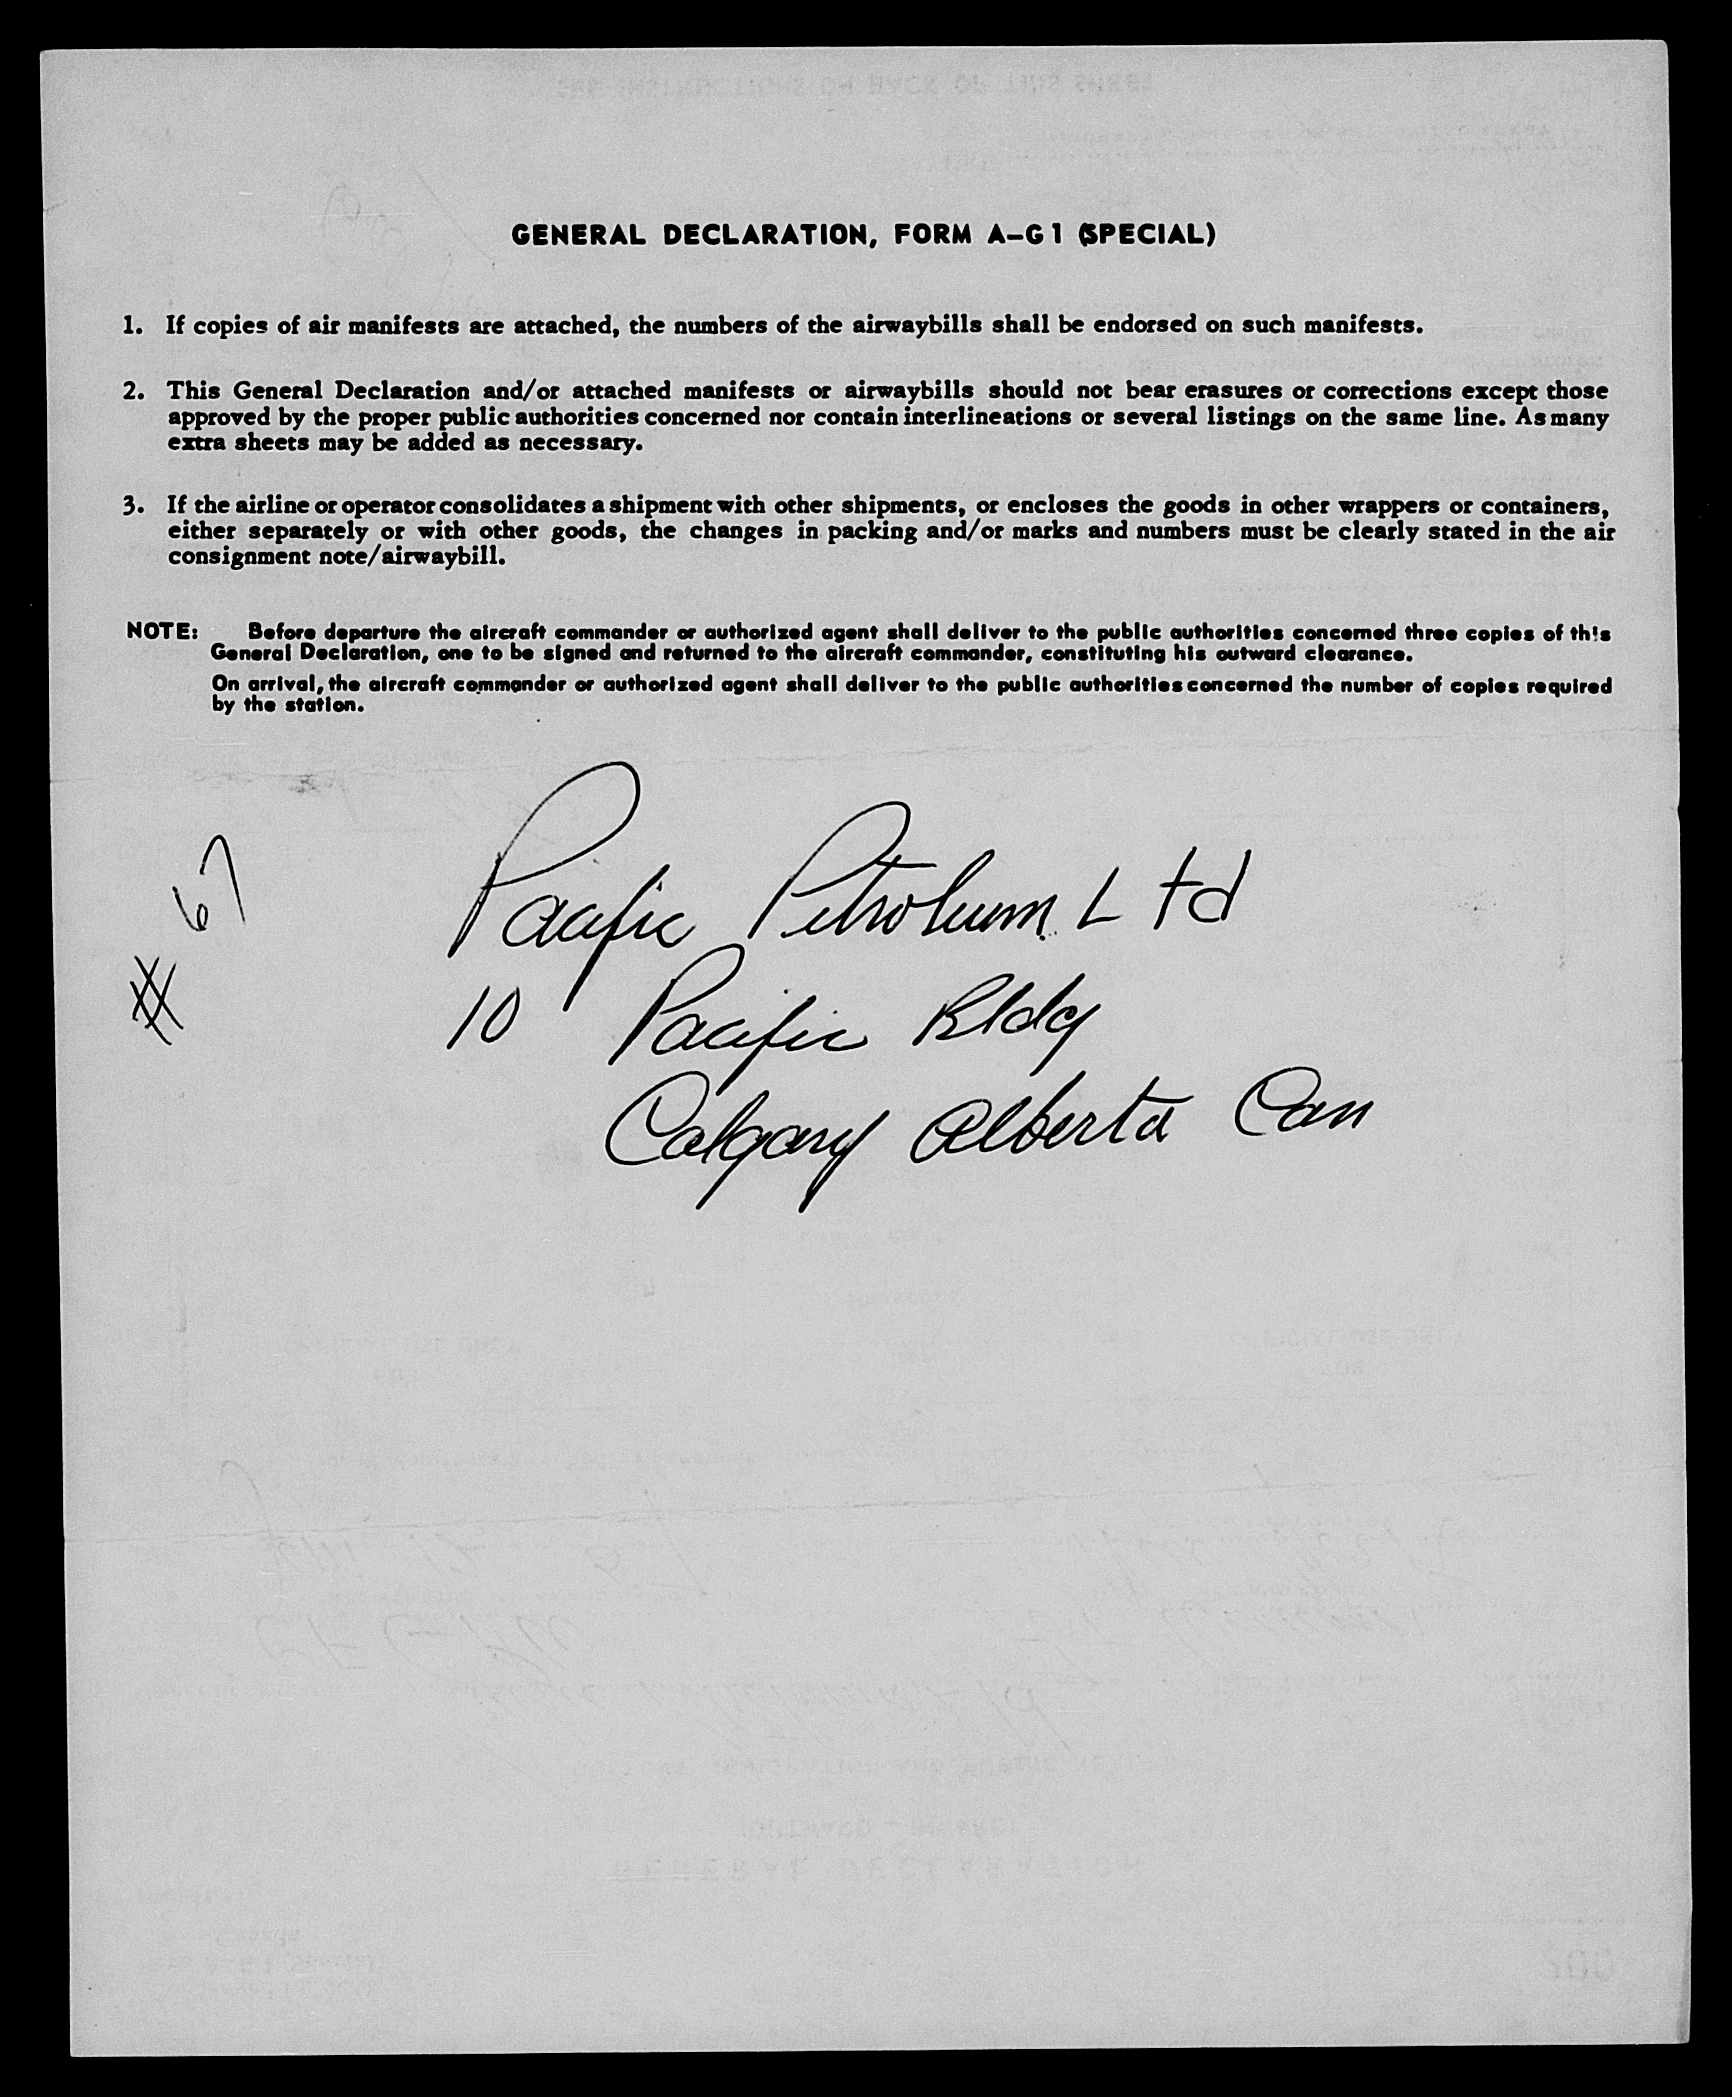 GENERAL DECLARATION, FORM A-G1 (SPECIAL)
1. If copies of air manifests are attached, the numbers of the airwaybills shall be endorsed on such manifests.
2. This General Declaration and/or attached manifests or airwaybills should not bear erasures or corrections except those
approved by the proper public authorities concerned nor contain interlineations or several listings on the same line. As many
extra sheets may be added as necessary.
3. If the airline or operator consolidates a shipment with other shipments, or encloses the goods in other wrappers or containers,
either separately or with other goods, the changes in packing and/or marks and numbers must be clearly stated in the air
consignment note/airwaybill.
NOTE: Before departure the aircraft commander or authorized agent shall deliver to the public authorities concerned three copies of this
General Declaration, one to be signed and returned to the aircraft commander, constituting his outward clearance.
On arrival, the aircraft commander or authorized agent shall deliver to the public authorities concerned the number of copies required
by the station.
# 67
Pacific Petroleum Ltd
10 Pacific Bldg
Calgary Alberta Can